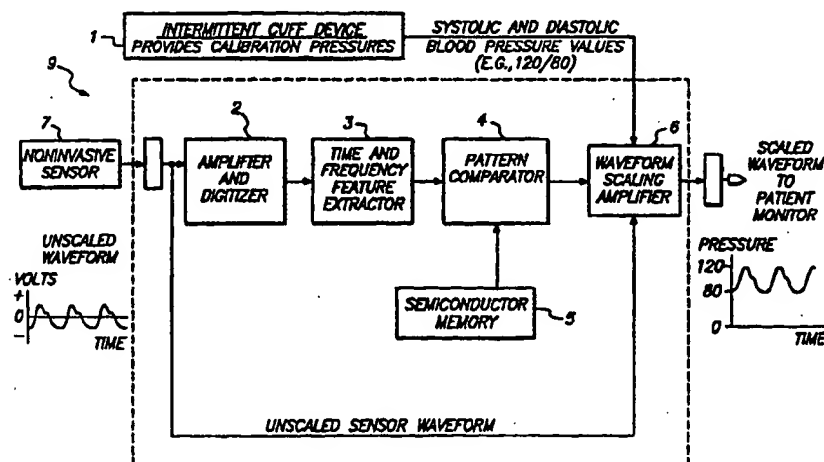 1
INTERMITTENT CUFF DEVICE
PROVIDES CALIBRATION PRESSURES
SYSTOLIC AND DIASTOLIC
BLOOD PRESSURE VALUES
(E.G., 120/80)
9
7
NONINVASIVE
SENSOR
2
AMPLIFIER
AND
DIGITIZER
3
TIME AND
FREQUENCY
FEATURE
EXTRACTOR
4
PATTERN
COMPARATOR
6
WAVEFORM
SCALING
AMPLIFIER
SCALED
WAVEFORM
TO
PATIENT
MONITOR
UNSCALED
WAVEFORM
VOLTS
+
0
-
TIME
SEMICONDUCTOR
MEMORY
5
PRESSURE
120
80
0
TIME
UNSCALED SENSOR WAVEFORM